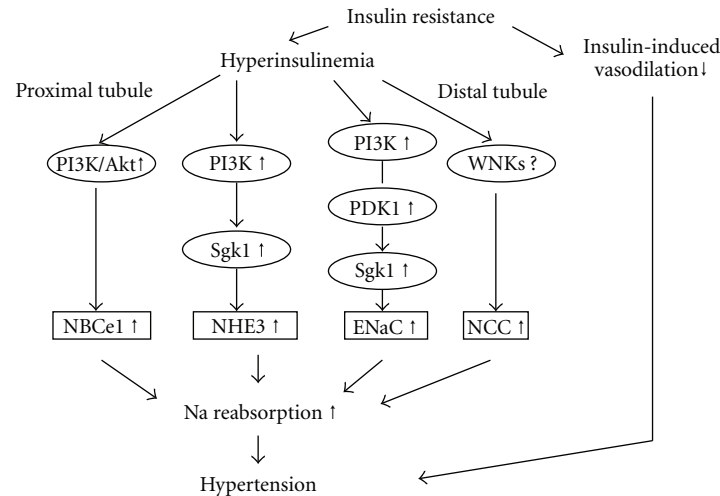 Insulin resistance
Hyperinsulinemia
Insulin-induced
vasodilation↓
Proximal tubule
Distal tubule
PI3K/Akt↑
PI3K ↑
PI3K ↑
WNKs ?
PDK1 ↑
Sgk1 ↑
Sgk1 ↑
NBCe1 ↑
NHE3 ↑
ENaC ↑
NCC ↑
Na reabsorption ↑
Hypertension